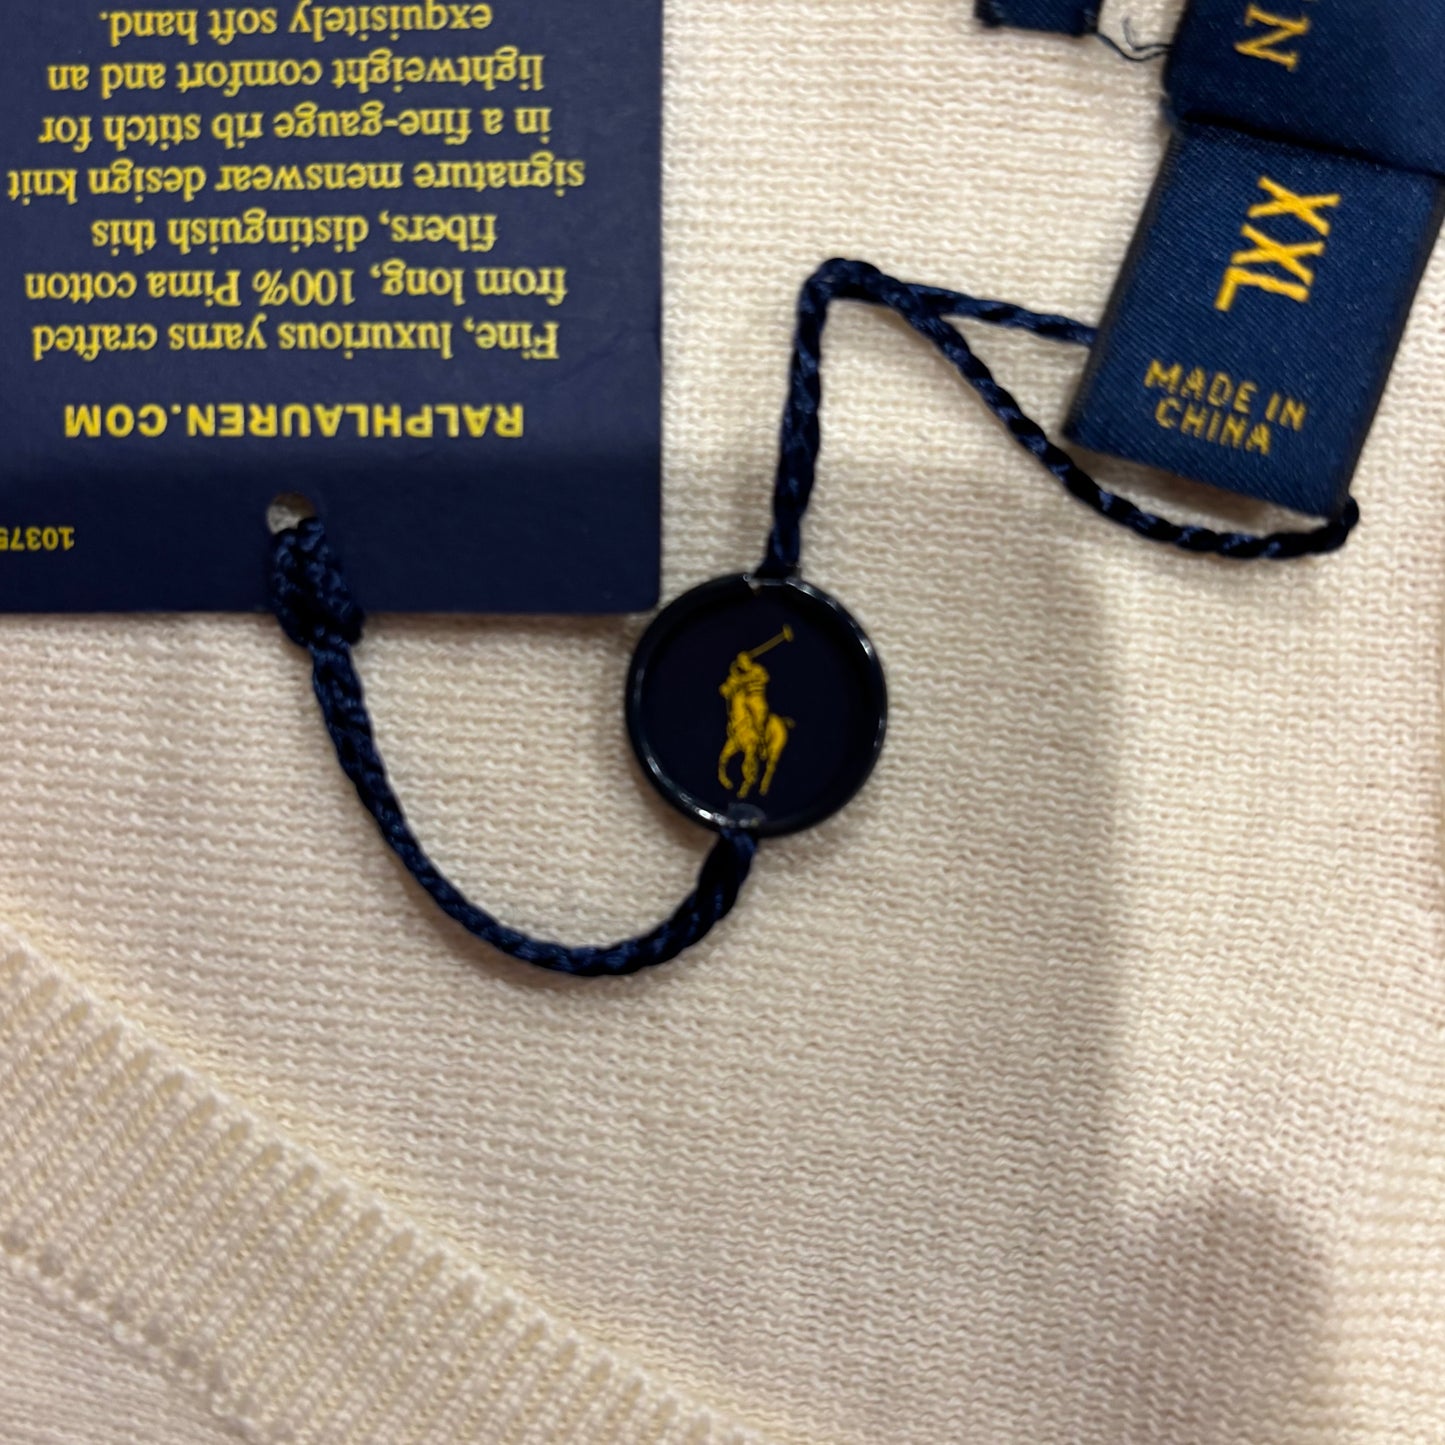 RALPHLAUREN.COM
Fine, luxurious yarns crafted
from long, 100% Pima cotton
fibers, distinguish this
signature menswear design knit
in a fine-gauge rib stitch for
lightweight comfort and an
exquisitely soft hand.
XXL
MADE IN
CHINA